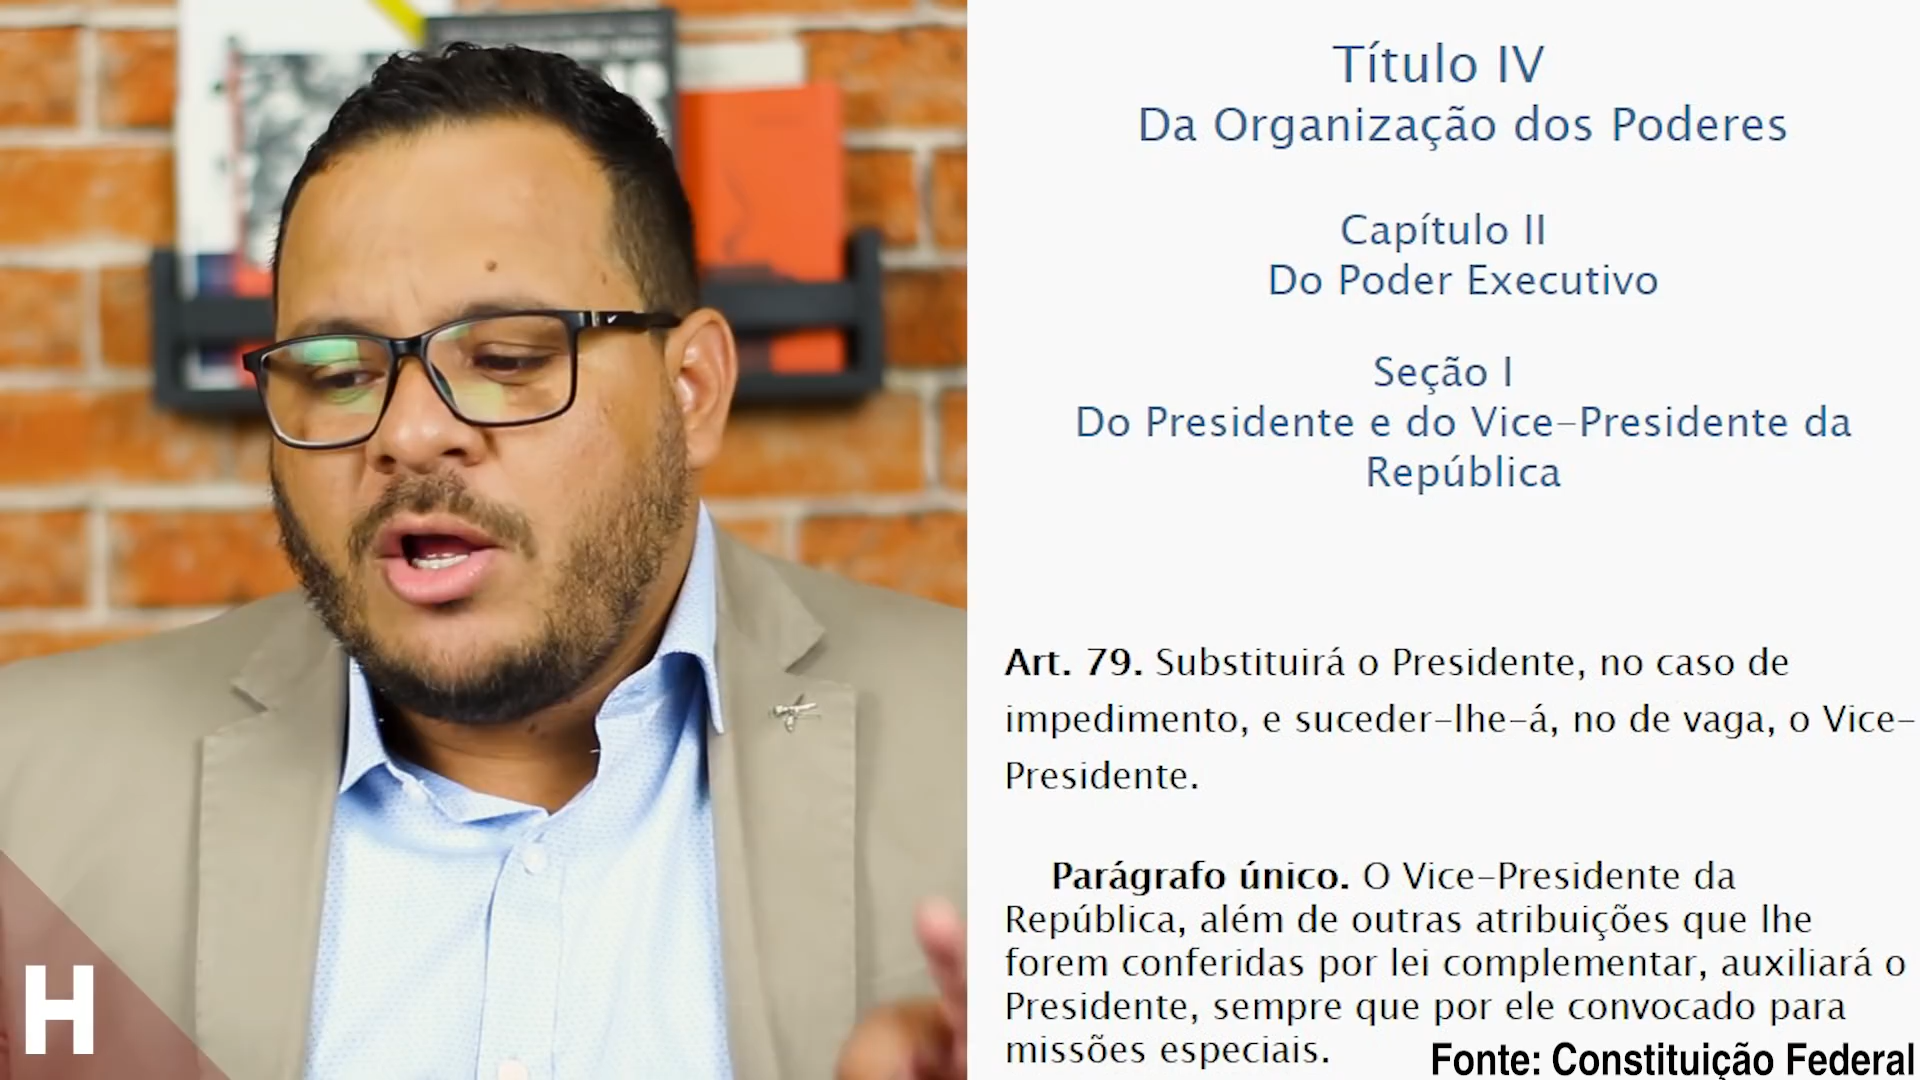 Título IV
Da Organização dos Poderes
Capítulo II
Do Poder Executivo
Seção I
Do Presidente e do Vice-Presidente da
República
Art. 79. Substituirá o Presidente, no caso de
impedimento, e suceder-lhe-á, no de vaga, o Vice-
Presidente.
Parágrafo único. O Vice-Presidente da
República, além de outras atribuições que lhe
forem conferidas por lei complementar, auxiliará o
Presidente, sempre que por ele convocado para
missões especiais.
Fonte: Constituição Federal
H